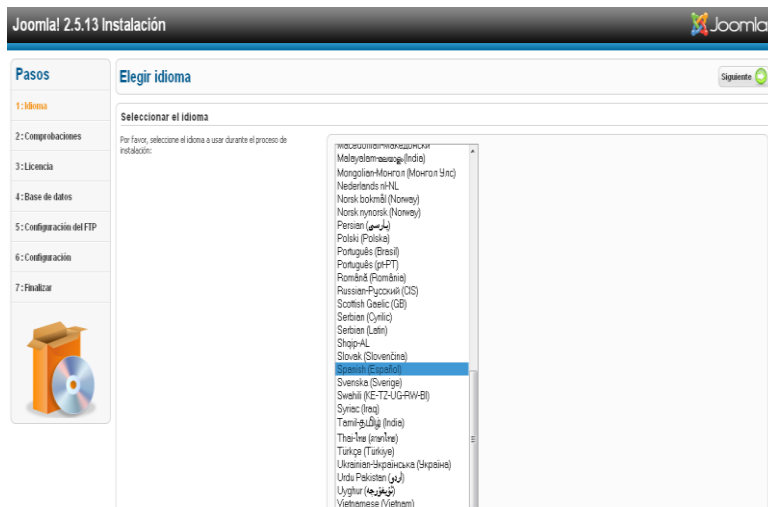 Joomla! 2.5.13 Instalación
Joomla
Pasos
1 : Idioma
2 : Comprobaciones
3 : Licencia
4 : Base de datos
5 : Configuración del FTP
6 : Configuración
7 : Finalizar
Elegir idioma
Siguiente
Seleccionar el idioma
Por favor, seleccione el idioma a usar durante el proceso de
instalación:
Macedonian-Македонски
Malayalam-മലയാളം(India)
Mongolian-Монгол (Монгол Улс)
Nederlands nl-NL
Norsk bokmål (Norway)
Norsk nynorsk (Norway)
Persian (پارسی)
Polski (Polska)
Português (Brasil)
Português (pt-PT)
Română (România)
Russian-Русский (CIS)
Scottish Gaelic (GB)
Serbian (Cyrilic)
Serbian (Latin)
Shqip-AL
Slovak (Slovenčina)
Spanish (Español)
Svenska (Sverige)
Swahili (KE-TZ-UG-RW-BI)
Syriac (Iraq)
Tamil-தமிழ் (India)
Thai-ไทย (ภาษาไทย)
Türkçe (Türkiye)
Ukrainian-Українська (Україна)
Urdu Pakistan (اُردو)
Uyghur (ئۇيغۇرچە)
Vietnamese (Vietnam)